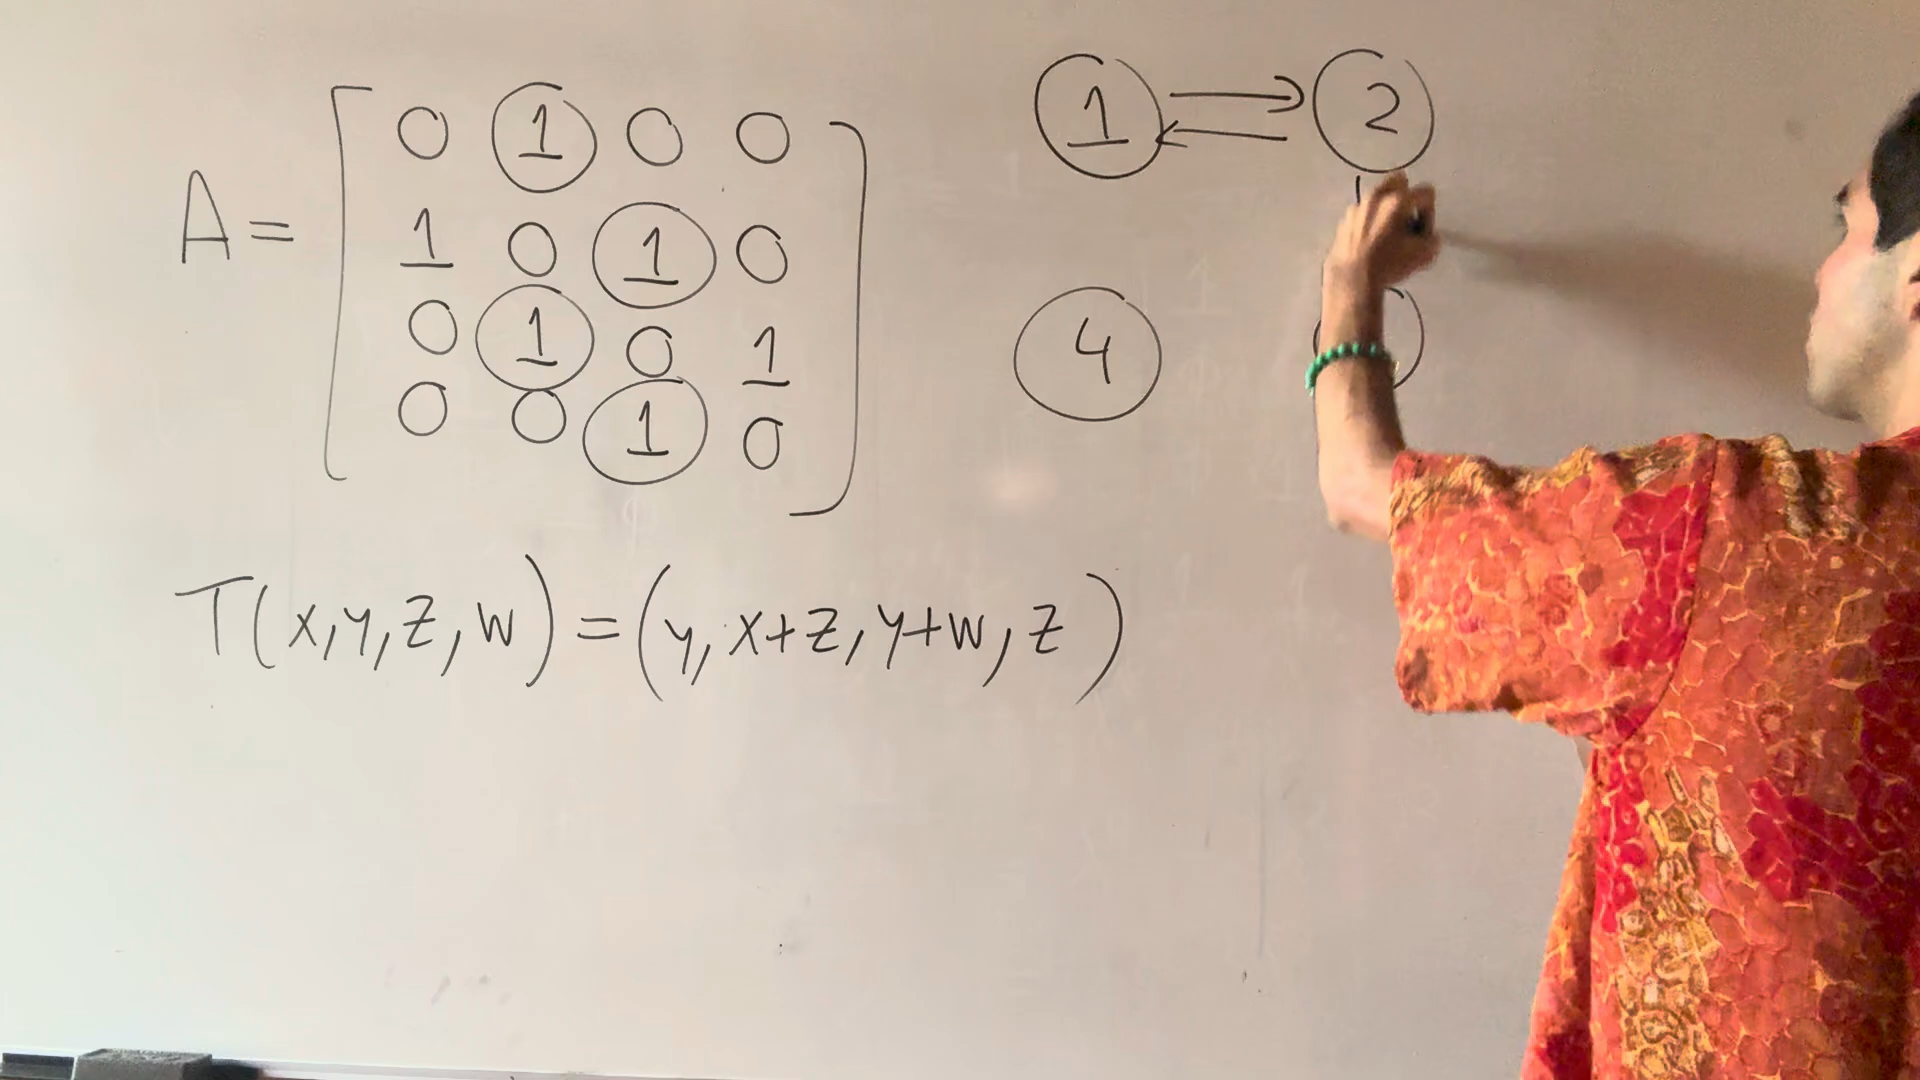 A = [ 0 1 0 0
1 0 1 0
0 1 0 1
0 0 1 0 ]
1 2
4
T(x,y,z,w)=(y,x+z,y+w,z)